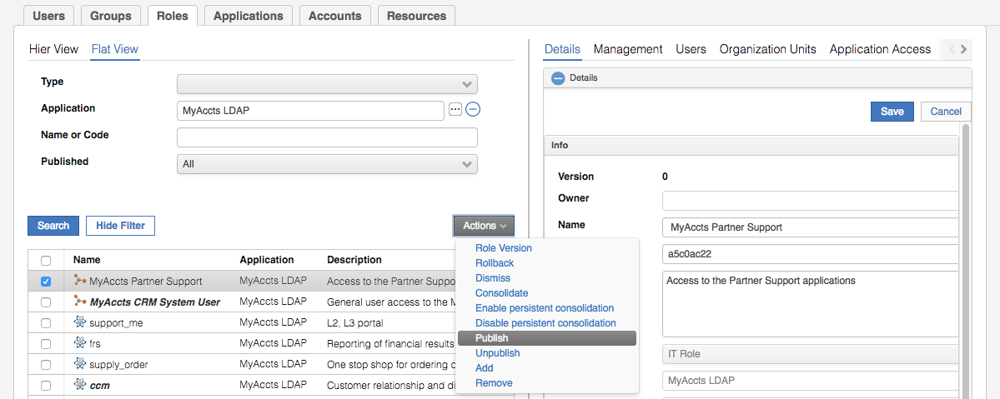 Users Groups Roles Applications Accounts Resources
Hier View Flat View
Type
Application MyAccts LDAP ...
Name or Code
Published All
Search Hide Filter Actions
Name Application Description
MyAccts Partner Support MyAccts LDAP Access to the Partner Suppo
MyAccts CRM System User MyAccts LDAP General user access to the M
support_me MyAccts LDAP L2, L3 portal
frs MyAccts LDAP Reporting of financial results
supply_order MyAccts LDAP One stop shop for ordering
ccm MyAccts LDAP Customer relationship and di
Role Version
Rollback
Dismiss
Consolidate
Enable persistent consolidation
Disable persistent consolidation
Publish
Unpublish
Add
Remove
Details Management Users Organization Units Application Access
Details
Save Cancel
Info
Version 0
Owner
Name MyAccts Partner Support
a5c0ac22
Access to the Partner Support applications
IT Role
MyAccts LDAP